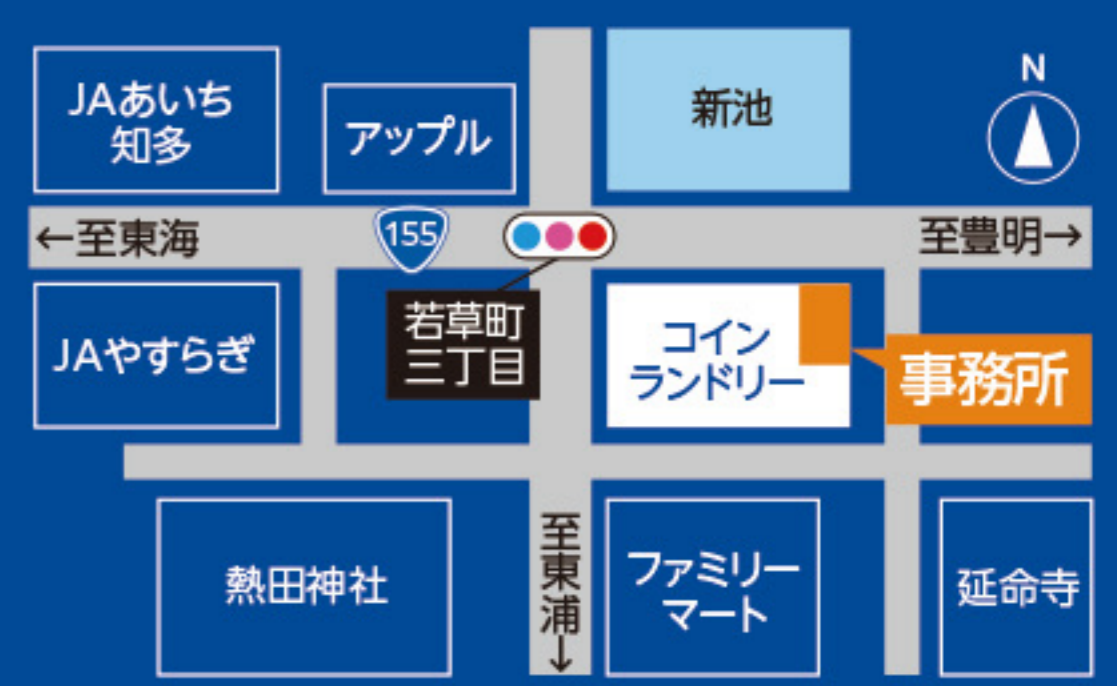 JAあいち
知多
アップル
新池
N
←至東海
155
至豊明→
若草町
三丁目
JAやすらぎ
コイン
ランドリー
事務所
熱田神社
至東浦↓
ファミリー
マート
延命寺